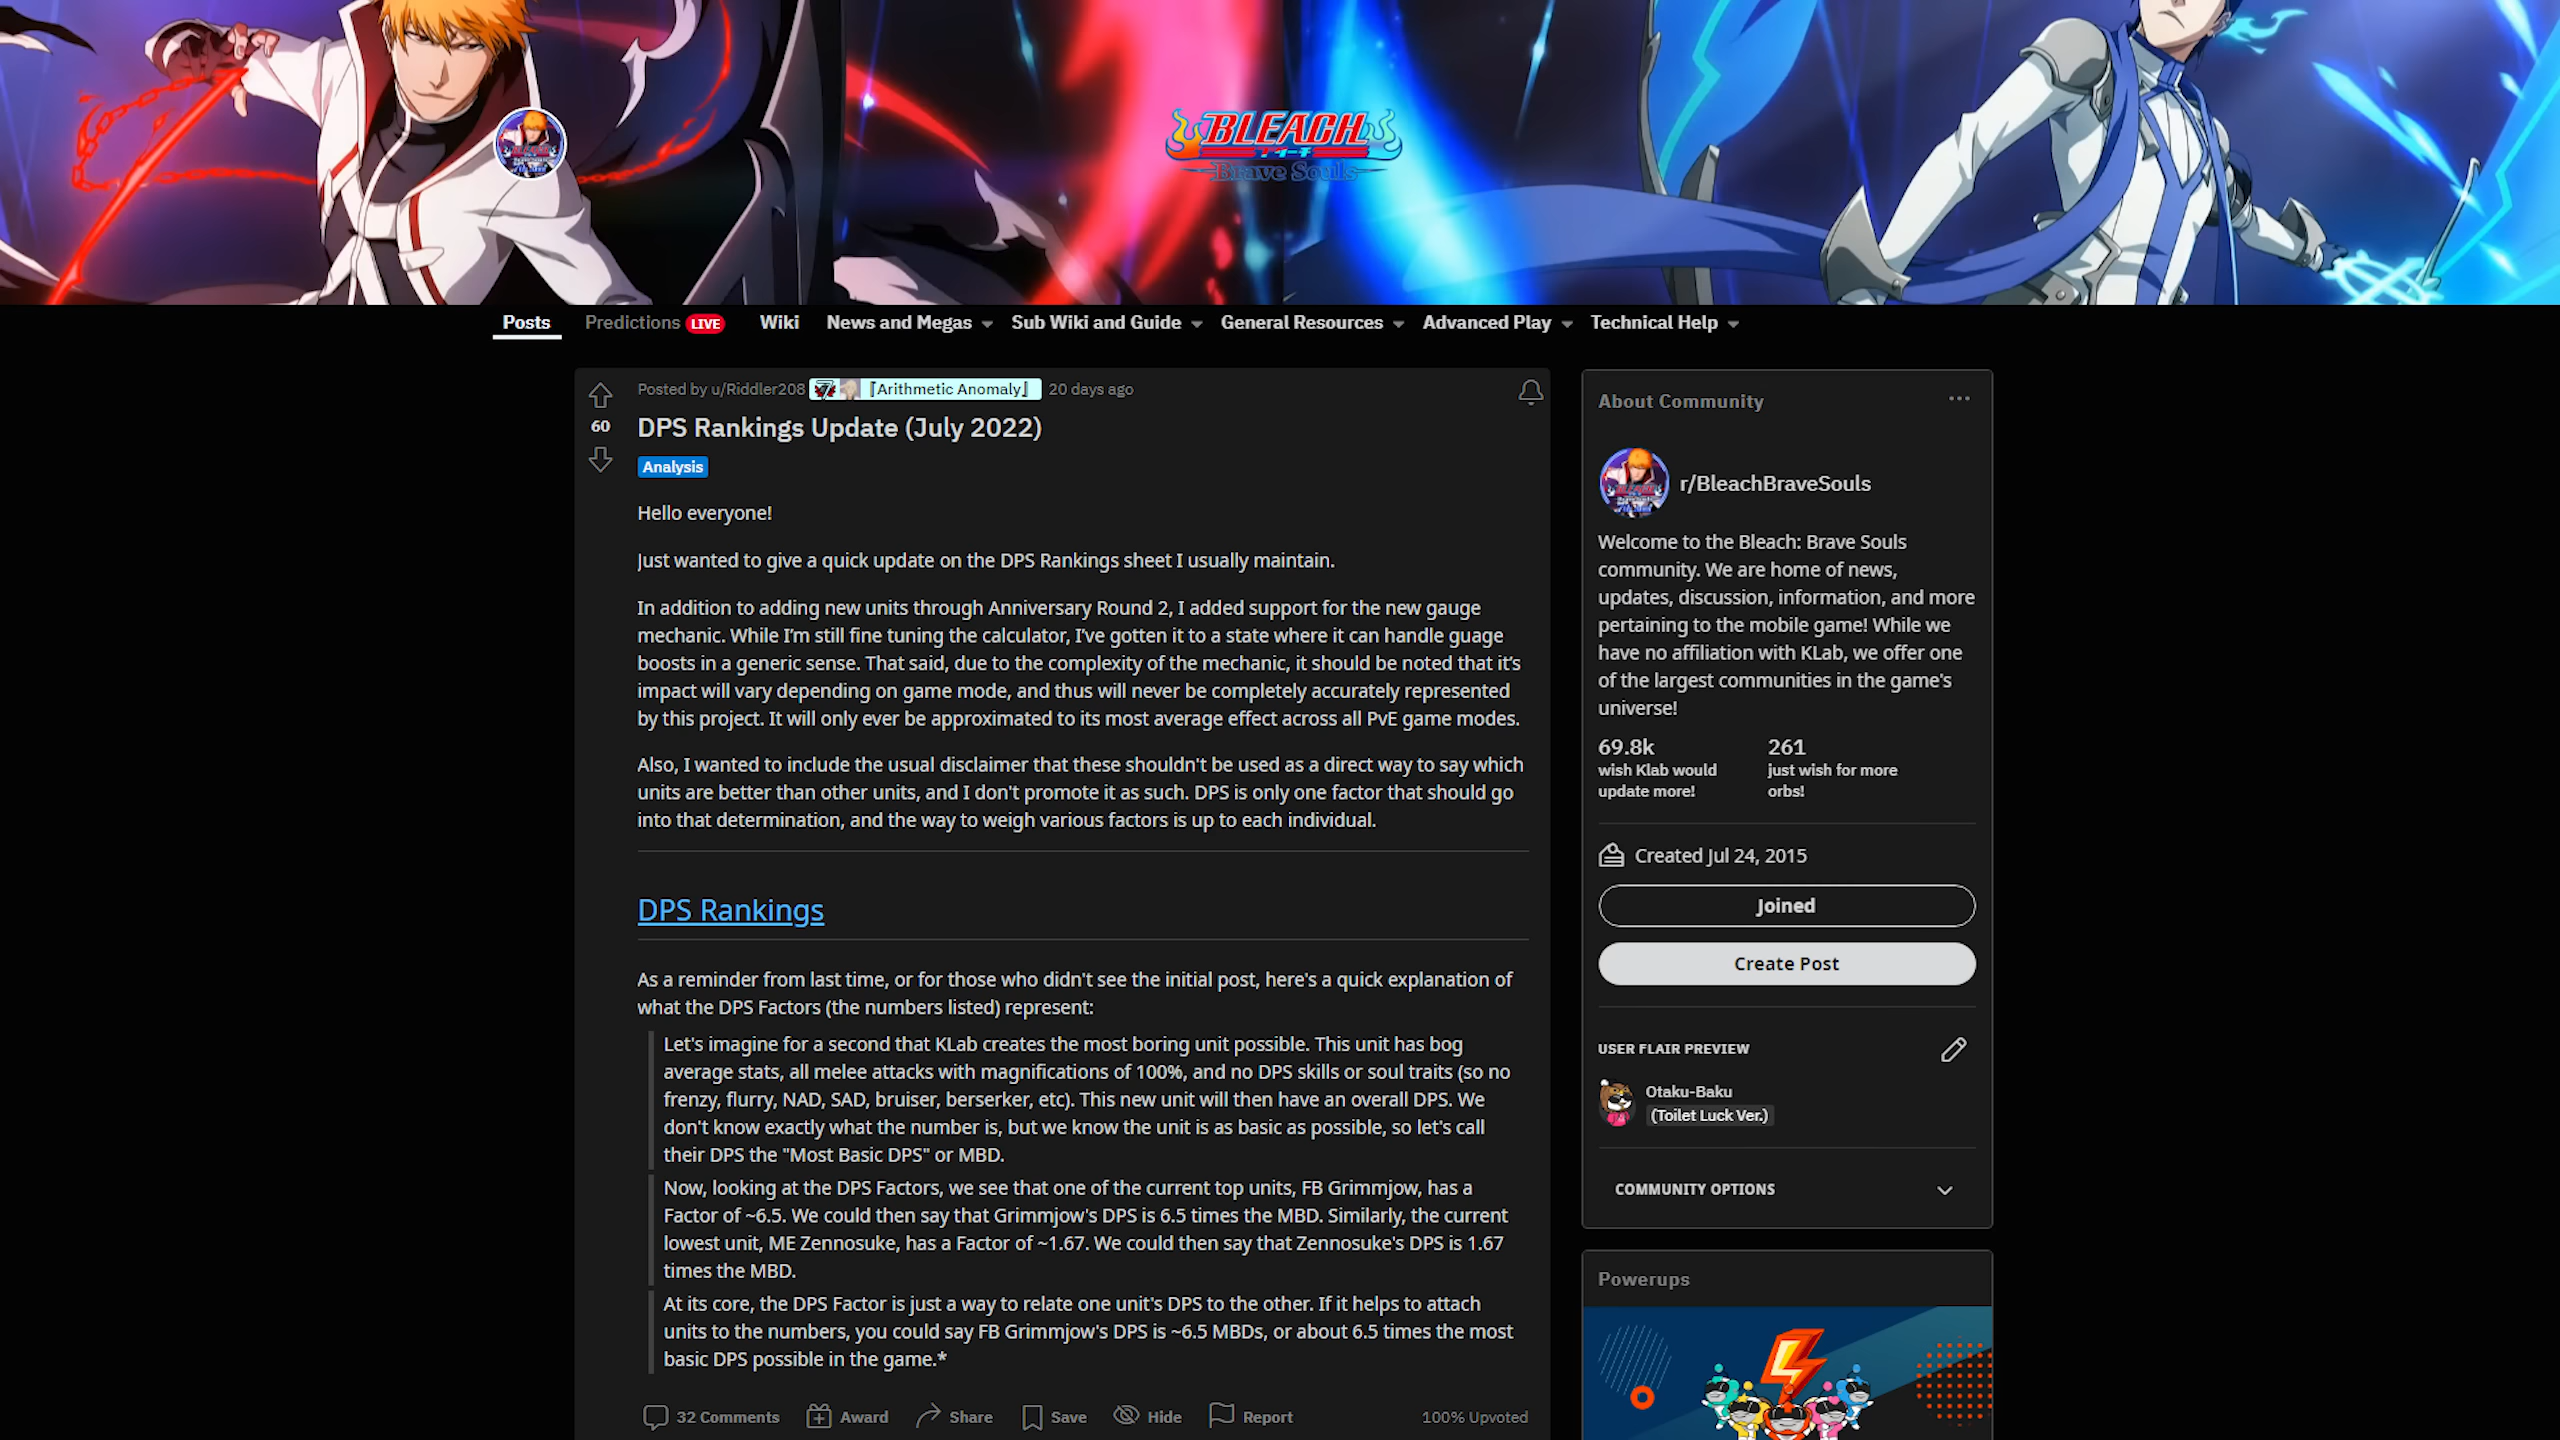 BLEACH
ブリーチ
Brave Souls
Posts
Predictions LIVE
Wiki
News and Megas
Sub Wiki and Guide
General Resources
Advanced Play
Technical Help
Posted by u/Riddler208 『Arithmetic Anomaly』 20 days ago
60
DPS Rankings Update (July 2022)
Analysis
Hello everyone!
Just wanted to give a quick update on the DPS Rankings sheet I usually maintain.
In addition to adding new units through Anniversary Round 2, I added support for the new gauge
mechanic. While I'm still fine tuning the calculator, I've gotten it to a state where it can handle guage
boosts in a generic sense. That said, due to the complexity of the mechanic, it should be noted that it's
impact will vary depending on game mode, and thus will never be completely accurately represented
by this project. It will only ever be approximated to its most average effect across all PvE game modes.
Also, I wanted to include the usual disclaimer that these shouldn't be used as a direct way to say which
units are better than other units, and I don't promote it as such. DPS is only one factor that should go
into that determination, and the way to weigh various factors is up to each individual.
DPS Rankings
As a reminder from last time, or for those who didn't see the initial post, here's a quick explanation of
what the DPS Factors (the numbers listed) represent:
Let's imagine for a second that KLab creates the most boring unit possible. This unit has bog
average stats, all melee attacks with magnifications of 100%, and no DPS skills or soul traits (so no
frenzy, flurry, NAD, SAD, bruiser, berserker, etc). This new unit will then have an overall DPS. We
don't know exactly what the number is, but we know the unit is as basic as possible, so let's call
their DPS the "Most Basic DPS" or MBD.
Now, looking at the DPS Factors, we see that one of the current top units, FB Grimmjow, has a
Factor of ~6.5. We could then say that Grimmjow's DPS is 6.5 times the MBD. Similarly, the current
lowest unit, ME Zennosuke, has a Factor of ~1.67. We could then say that Zennosuke's DPS is 1.67
times the MBD.
At its core, the DPS Factor is just a way to relate one unit's DPS to the other. If it helps to attach
units to the numbers, you could say FB Grimmjow's DPS is ~6.5 MBDs, or about 6.5 times the most
basic DPS possible in the game.*
32 Comments
Award
Share
Save
Hide
Report
100% Upvoted
About Community
r/BleachBraveSouls
Welcome to the Bleach: Brave Souls
community. We are home of news,
updates, discussion, information, and more
pertaining to the mobile game! While we
have no affiliation with KLab, we offer one
of the largest communities in the game's
universe!
69.8k
wish Klab would
update more!
261
just wish for more
orbs!
Created Jul 24, 2015
Joined
Create Post
USER FLAIR PREVIEW
Otaku-Baku
(Toilet Luck Ver.)
COMMUNITY OPTIONS
Powerups